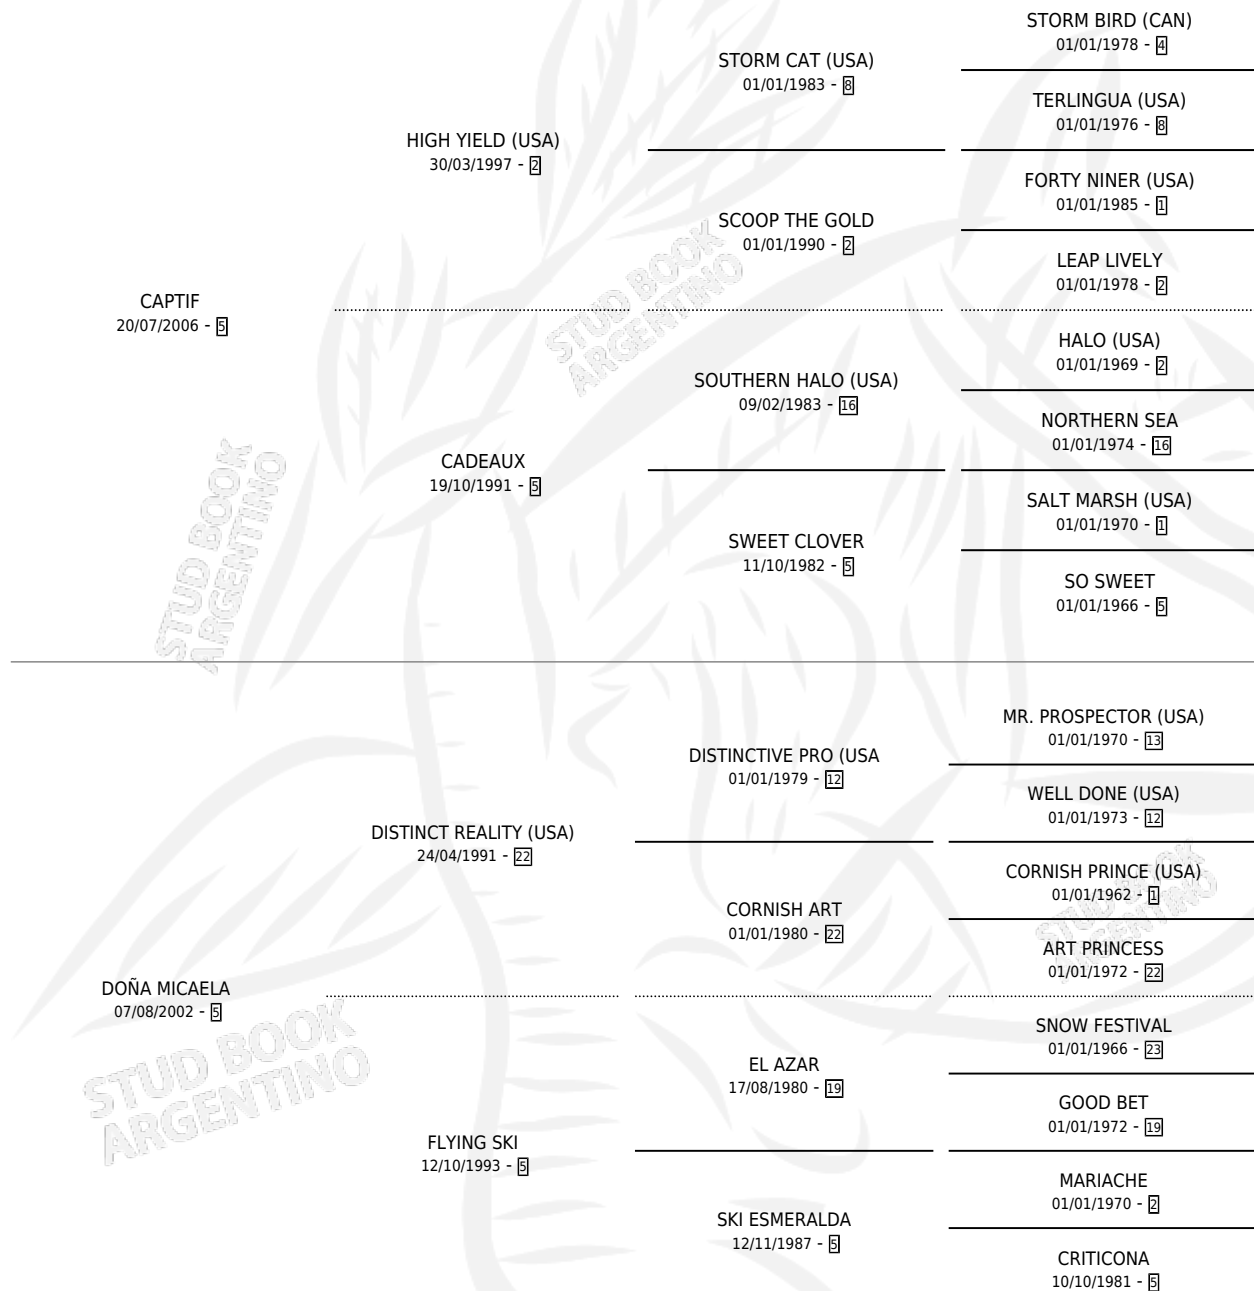 STORM BIRD (CAN)
01/01/1978 - 4
STORM CAT (USA)
01/01/1983 - 8
TERLINGUA (USA)
01/01/1976 - 8
HIGH YIELD (USA)
30/03/1997 - 2
FORTY NINER (USA)
01/01/1985 - 1
SCOOP THE GOLD
01/01/1990 - 2
LEAP LIVELY
01/01/1978 - 2
CAPTIF
20/07/2006 - 5
HALO (USA)
01/01/1969 - 2
SOUTHERN HALO (USA)
09/02/1983 - 16
NORTHERN SEA
01/01/1974 - 16
CADEAUX
19/10/1991 - 5
SALT MARSH (USA)
01/01/1970 - 1
SWEET CLOVER
11/10/1982 - 5
SO SWEET
01/01/1966 - 5
MR. PROSPECTOR (USA)
01/01/1970 - 13
DISTINCTIVE PRO (USA
01/01/1979 - 12
WELL DONE (USA)
01/01/1973 - 12
DISTINCT REALITY (USA)
24/04/1991 - 22
CORNISH PRINCE (USA)
01/01/1962 - 1
CORNISH ART
01/01/1980 - 22
ART PRINCESS
01/01/1972 - 22
DOÑA MICAELA
07/08/2002 - 5
SNOW FESTIVAL
01/01/1966 - 23
EL AZAR
17/08/1980 - 19
GOOD BET
01/01/1972 - 19
FLYING SKI
12/10/1993 - 5
MARIACHE
01/01/1970 - 2
SKI ESMERALDA
12/11/1987 - 5
CRITICONA
10/10/1981 - 5
STUD BOOK
ARGENTINO
STUD BOOK
ARGENTINO
STUD BOOK
ARGENTINO
STUD BOOK
ARGENTINO